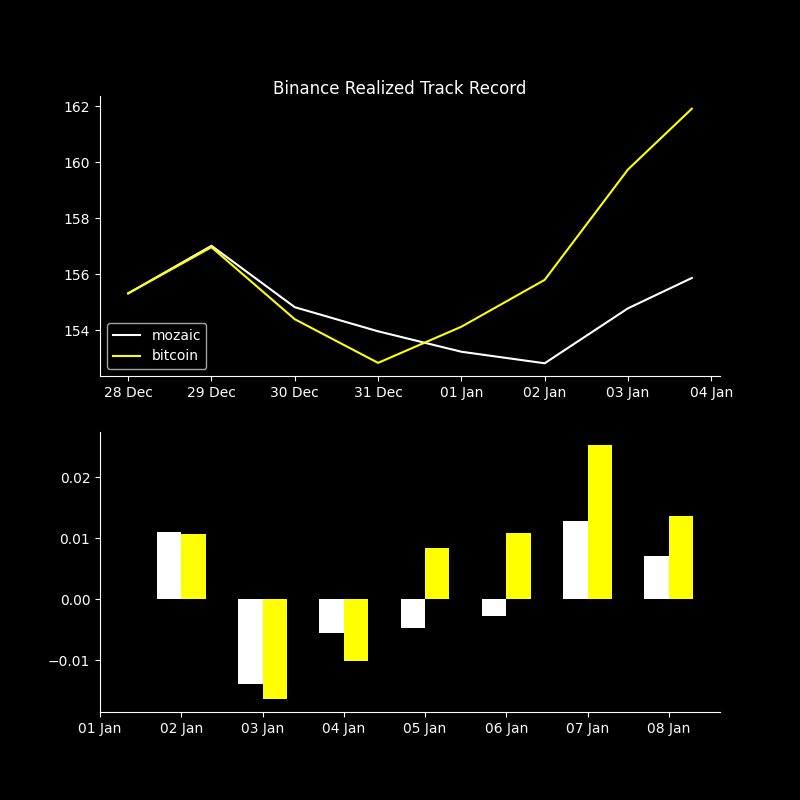 Binance Realized Track Record
162
160
158
156
154
mozaic
bitcoin
28 Dec 29 Dec 30 Dec 31 Dec 01 Jan 02 Jan 03 Jan 04 Jan
0.02
0.01
0.00
−0.01
01 Jan 02 Jan 03 Jan 04 Jan 05 Jan 06 Jan 07 Jan 08 Jan